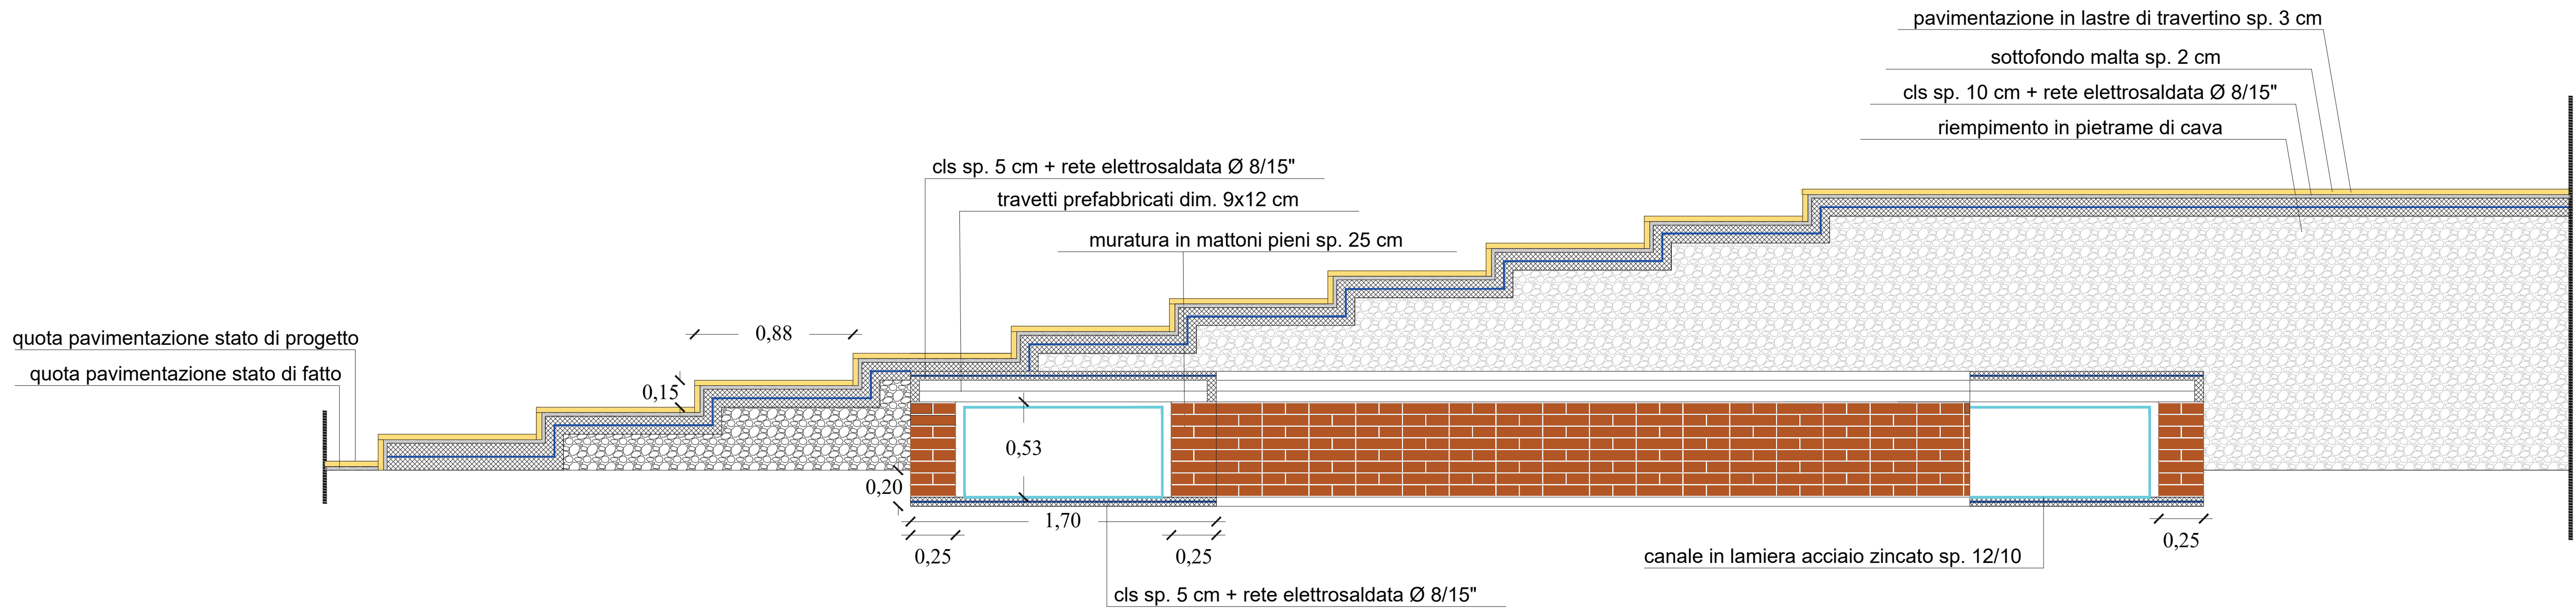 pavimentazione in lastre di travertino sp. 3 cm
sottofondo malta sp. 2 cm
cls sp. 10 cm + rete elettrosaldata Ø 8/15"
riempimento in pietrame di cava
cls sp. 5 cm + rete elettrosaldata Ø 8/15"
travetti prefabbricati dim. 9x12 cm
muratura in mattoni pieni sp. 25 cm
quota pavimentazione stato di progetto
quota pavimentazione stato di fatto
0,88
0,15
0,53
0,20
1,70
0,25
0,25
0,25
canale in lamiera acciaio zincato sp. 12/10
cls sp. 5 cm + rete elettrosaldata Ø 8/15"